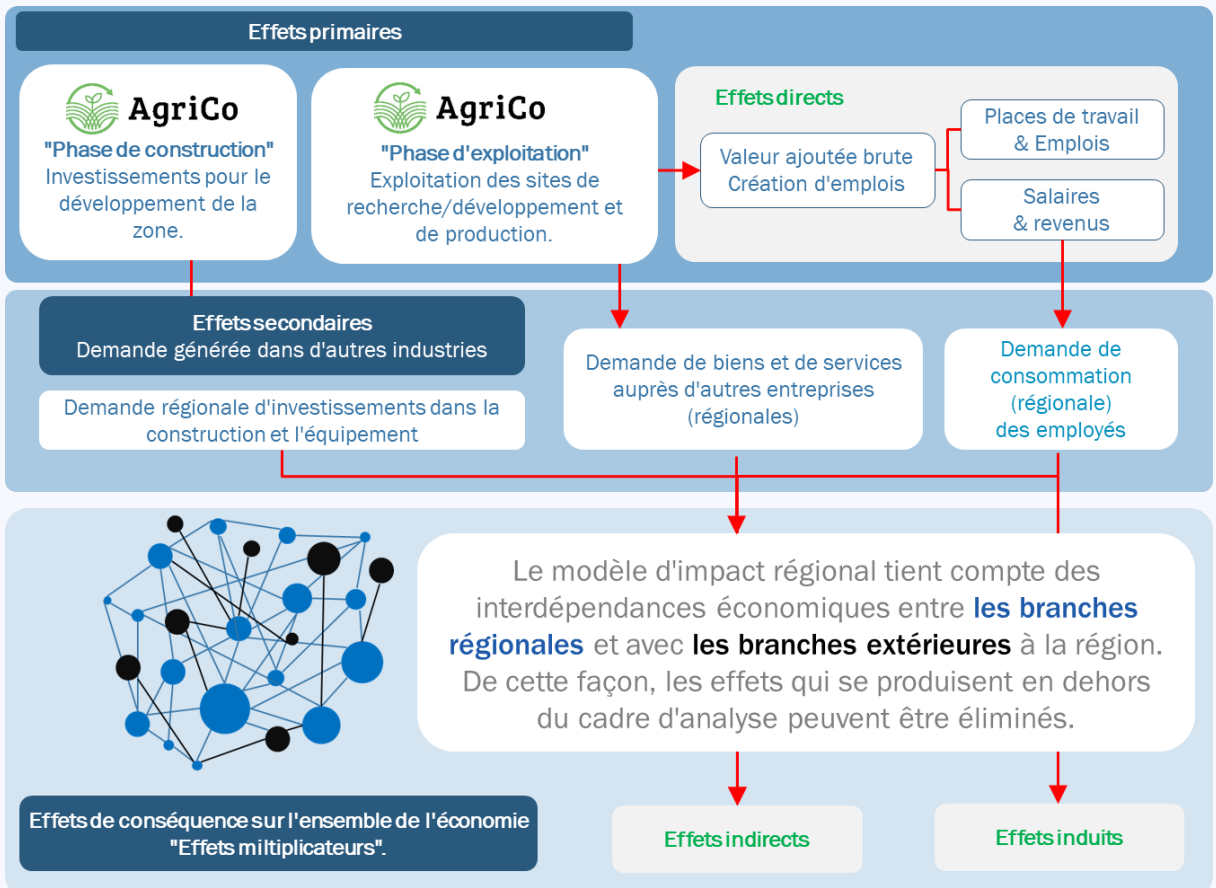 Effets primaires
AgriCo
"Phase de construction"
Investissements pour le
développement de la
zone.
AgriCo
"Phase d'exploitation"
Exploitation des sites de
recherche/développement et
de production.
Effets directs
Valeur ajoutée brute
Création d'emplois
Places de travail
& Emplois
Salaires
& revenus
Effets secondaires
Demande générée dans d'autres industries
Demande régionale d'investissements dans la
construction et l'équipement
Demande de biens et de services
auprès d'autres entreprises
(régionales)
Demande de
consommation
(régionale)
des employés
Le modèle d'impact régional tient compte des
interdépendances économiques entre les branches
régionales et avec les branches extérieures à la région.
De cette façon, les effets qui se produisent en dehors
du cadre d'analyse peuvent être éliminés.
Effets de conséquence sur l'ensemble de l'économie
"Effets miltiplicateurs".
Effets indirects
Effets induits